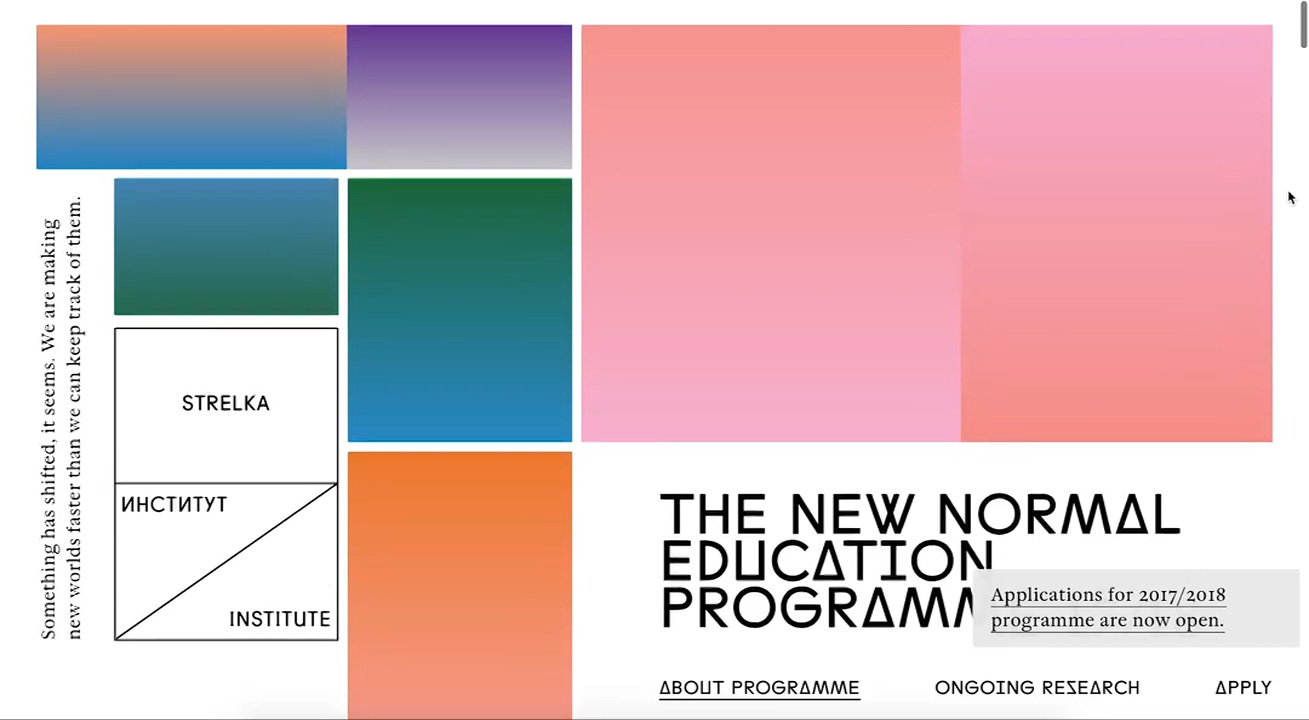 Something has shifted, it seems. We are making
new worlds faster than we can keep track of them.
STRELKA
ИНСТИТУТ
INSTITUTE
THE NEW NORMAL
EDUCATION
PROGRAMM
Applications for 2017/2018
programme are now open.
ABOUT PROGRAMME
ONGOING RESEARCH
APPLY